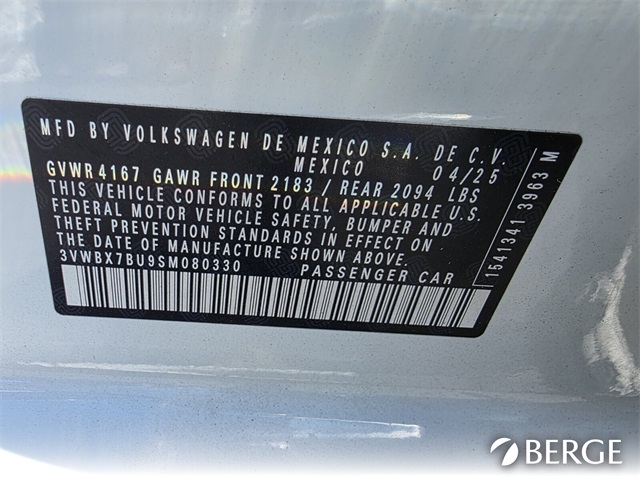 MFD BY VOLKSWAGEN DE MEXICO S.A. DE C.V.
MEXICO 04/25
GVWR 4167 GAWR FRONT 2183 / REAR 2094 LBS
THIS VEHICLE CONFORMS TO ALL APPLICABLE U.S.
FEDERAL MOTOR VEHICLE SAFETY, BUMPER AND
THEFT PREVENTION STANDARDS IN EFFECT ON
THE DATE OF MANUFACTURE SHOWN ABOVE.
3VWBX7BU9SM080330 PASSENGER CAR
1541341 3963 M
BERGE